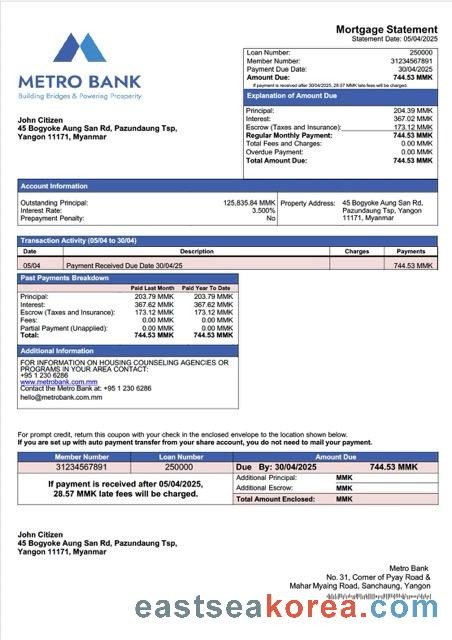 Mortgage Statement
Statement Date: 05/04/2025
METRO BANK
Building Bridges & Powering Prosperity
Loan Number: 250000
Member Number: 31234567891
Payment Due Date: 30/04/2025
Amount Due: 744.53 MMK
If payment is received after 30/04/2025, 28.57 MMK late fees will be charged.
Explanation of Amount Due
Principal: 204.39 MMK
Interest: 367.02 MMK
Escrow (Taxes and Insurance): 173.12 MMK
Regular Monthly Payment: 744.53 MMK
Total Fees and Charges: 0.00 MMK
Overdue Payment: 0.00 MMK
Total Amount Due: 744.53 MMK
John Citizen
45 Bogyoke Aung San Rd, Pazundaung Tsp,
Yangon 11171, Myanmar
Account Information
Outstanding Principal: 125,835.84 MMK
Interest Rate: 3.500%
Prepayment Penalty: No
Property Address: 45 Bogyoke Aung San Rd,
Pazundaung Tsp, Yangon
11171, Myanmar
Transaction Activity (05/04 to 30/04)
Date Description Charges Payments
05/04 Payment Received Due Date 30/04/25 744.53 MMK
Past Payments Breakdown
Paid Last Month Paid Year To Date
Principal: 203.79 MMK 203.79 MMK
Interest: 367.62 MMK 367.62 MMK
Escrow (Taxes and Insurance): 173.12 MMK 173.12 MMK
Fees: 0.00 MMK 0.00 MMK
Partial Payment (Unapplied): 0.00 MMK 0.00 MMK
Total: 744.53 MMK 744.53 MMK
Additional Information
FOR INFORMATION ON HOUSING COUNSELING AGENCIES OR
PROGRAMS IN YOUR AREA CONTACT:
+95 1 230 6286
www.metrobank.com.mm
Contact the Metro Bank at: +95 1 230 6286
hello@metrobank.com.mm
For prompt credit, return this coupon with your check in the enclosed envelope to the location shown below.
If you are set up with auto payment transfer from your share account, you do not need to mail your payment.
Member Number Loan Number Amount Due
31234567891 250000 Due By: 30/04/2025 744.53 MMK
If payment is received after 05/04/2025,
28.57 MMK late fees will be charged.
Additional Principal: MMK
Additional Escrow: MMK
Total Amount Enclosed: MMK
John Citizen
45 Bogyoke Aung San Rd, Pazundaung Tsp,
Yangon 11171, Myanmar
Metro Bank
No. 31, Corner of Pyay Road &
Mahar Myaing Road, Sanchaung, Yangon
eastseakorea.com